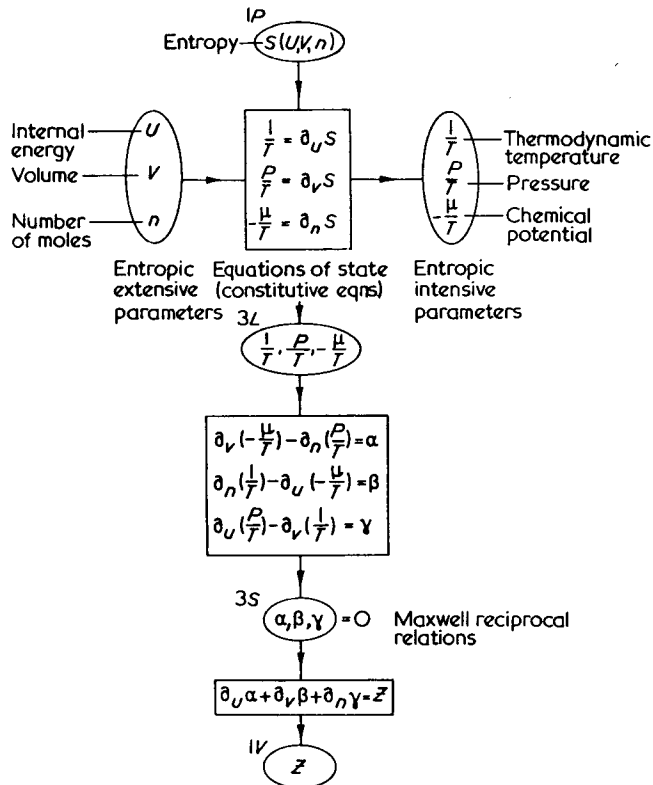 1P
Entropy S(U,V,n)
Internal energy U
Volume V
Number of moles n
1/T = ∂_U S
P/T = ∂_V S
-μ/T = ∂_n S
1/T Thermodynamic temperature
P/T Pressure
-μ/T Chemical potential
Entropic extensive parameters
Equations of state (constitutive eqns)
Entropic intensive parameters
3L
1/T, P/T, -μ/T
∂_V(-μ/T) - ∂_n(P/T) = α
∂_n(1/T) - ∂_U(-μ/T) = β
∂_U(P/T) - ∂_V(1/T) = γ
3S
α,β,γ = O Maxwell reciprocal relations
∂_U α + ∂_V β + ∂_n γ = Z
1V
Z